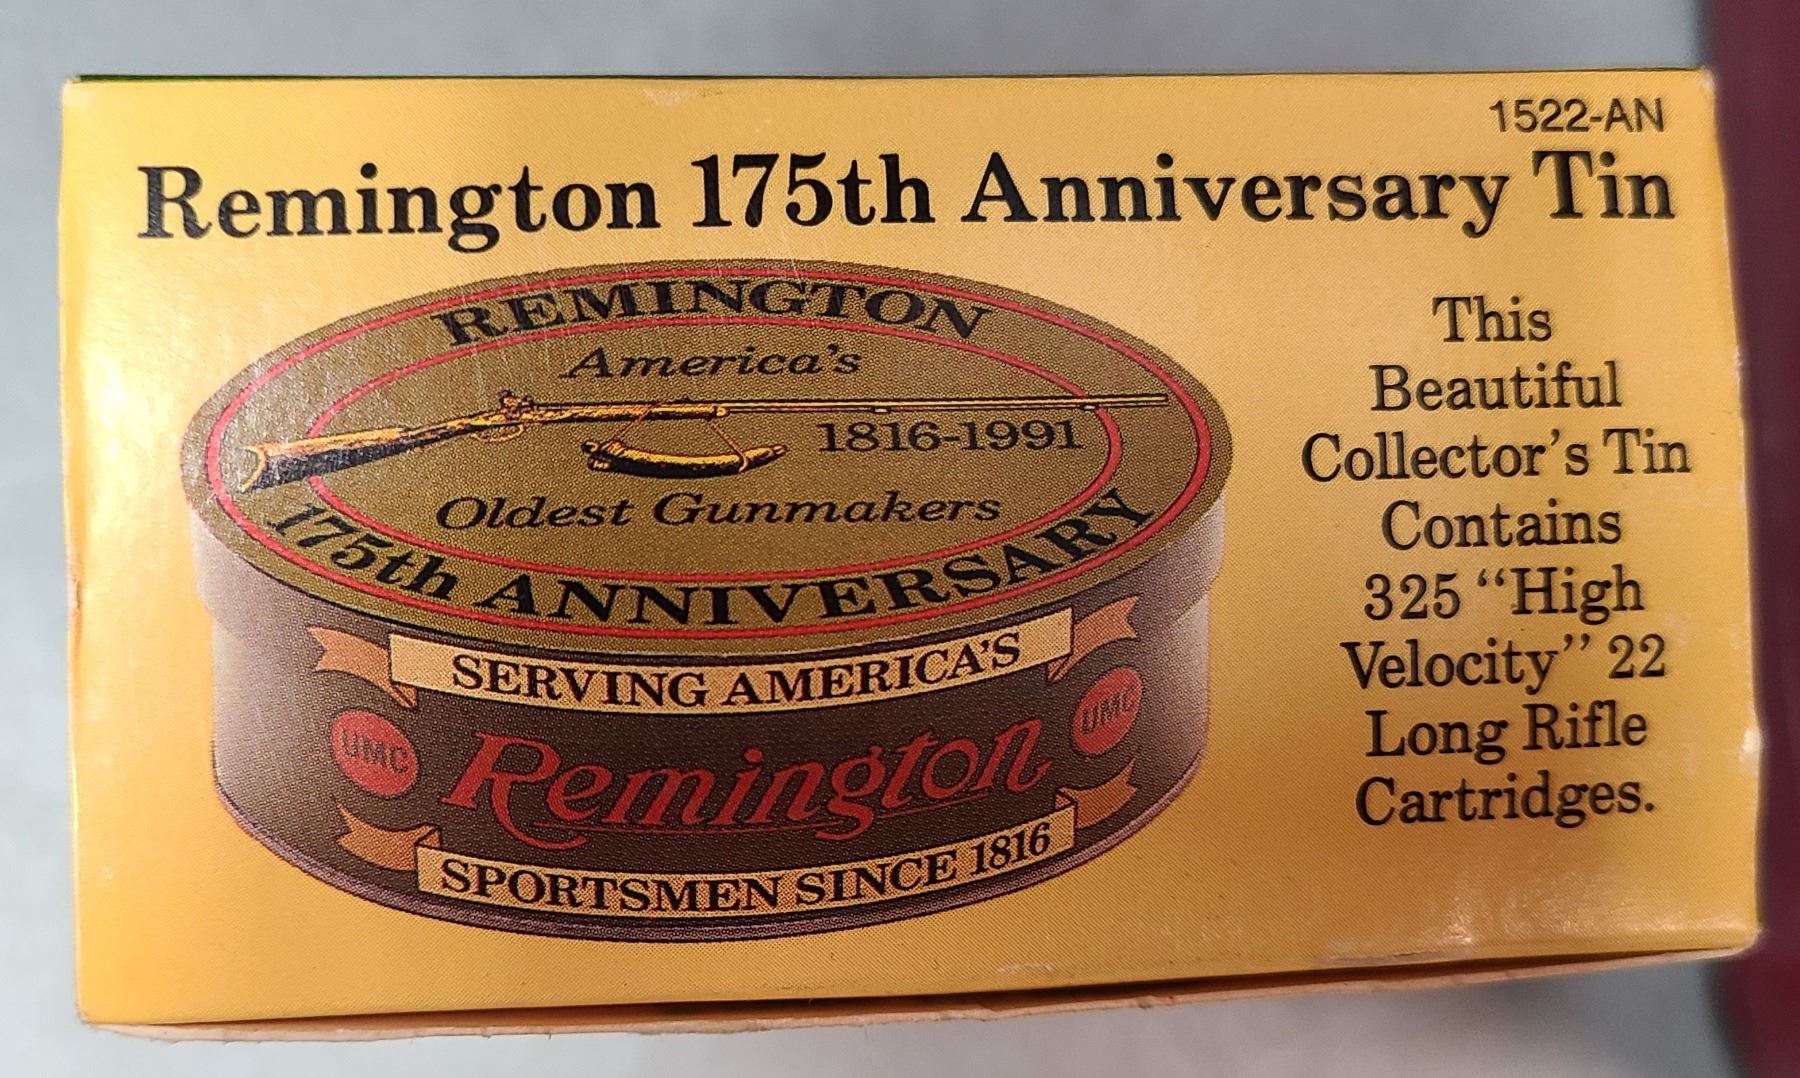 1522-AN
Remington 175th Anniversary Tin
REMINGTON
America's
1816-1991
Oldest Gunmakers
175th ANNIVERSARY
SERVING AMERICA'S
UMC Remington UMC
SPORTSMEN SINCE 1816
This
Beautiful
Collector's Tin
Contains
325 “High
Velocity” 22
Long Rifle
Cartridges.